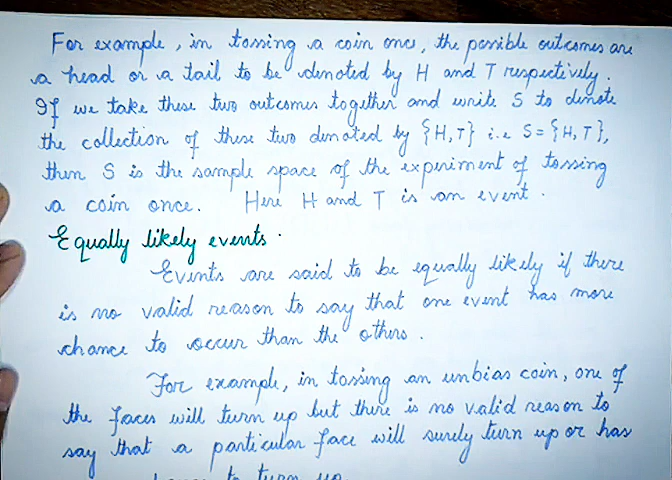 For example, in tossing a coin once, the possible outcomes are
a head or a tail to be denoted by H and T respectively.
If we take these two outcomes together and write S to denote
the collection of these two denoted by {H,T} i.e S = {H, T},
then S is the sample space of the experiment of tossing
a coin once. Here H and T is an event.
Equally likely events.
Events are said to be equally likely if there
is no valid reason to say that one event has more
chance to occur than the others.
For example, in tossing an unbias coin, one of
the faces will turn up but there is no valid reason to
say that a particular face will surely turn up or has
chance to turn up